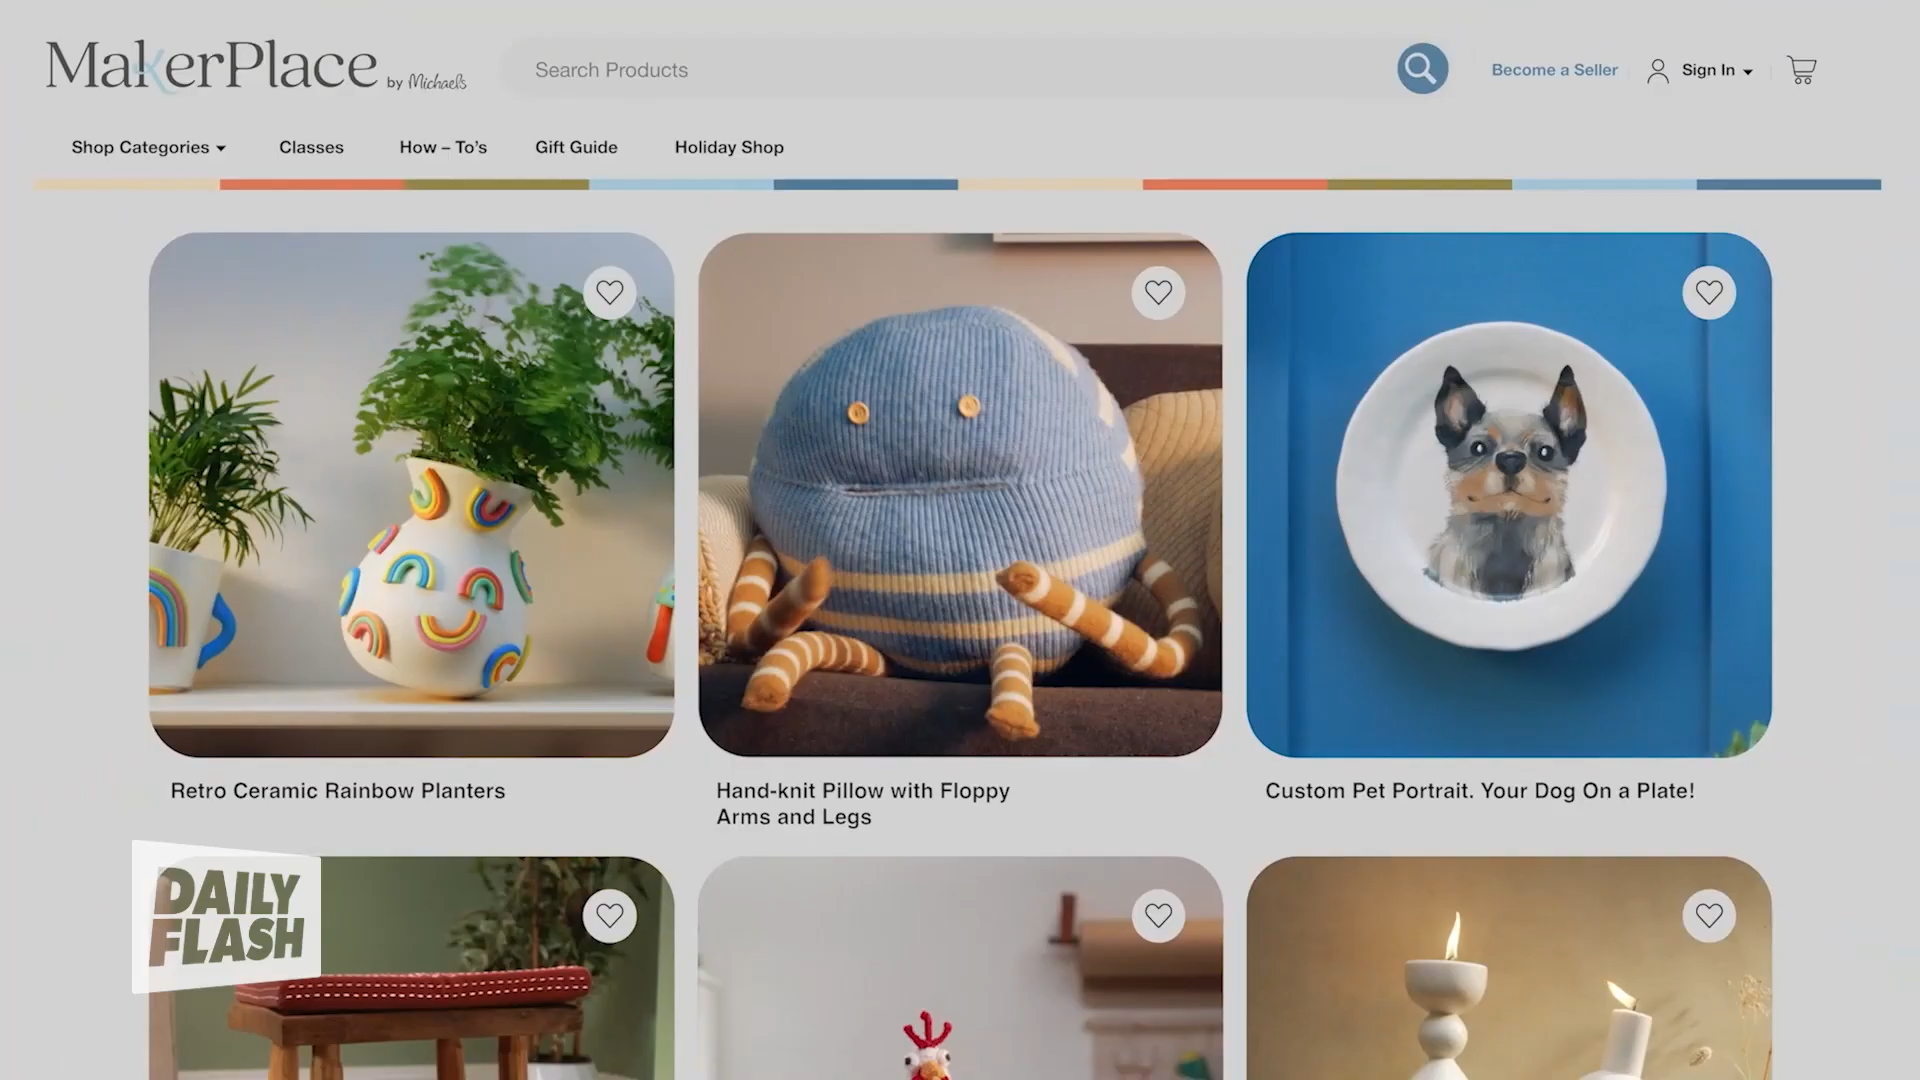 MakerPlace by Michaels
Search Products
Become a Seller
Sign In
Shop Categories
Classes
How – To's
Gift Guide
Holiday Shop
Retro Ceramic Rainbow Planters
Hand-knit Pillow with Floppy
Arms and Legs
Custom Pet Portrait. Your Dog On a Plate!
DAILY
FLASH